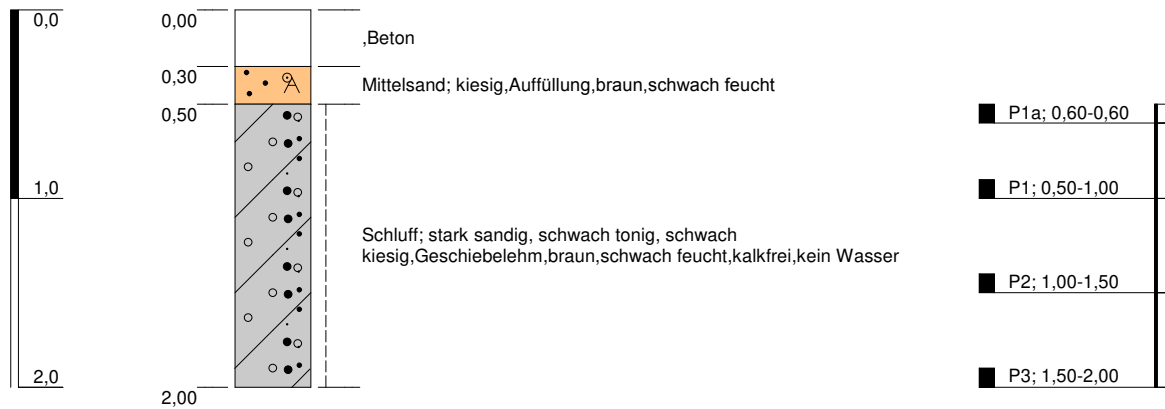 0,0
0,00
,Beton
0,30
Mittelsand; kiesig,Auffüllung,braun,schwach feucht
A
0,50
P1a; 0,60-0,60
1,0
P1; 0,50-1,00
Schluff; stark sandig, schwach tonig, schwach
kiesig,Geschiebelehm,braun,schwach feucht,kalkfrei,kein Wasser
P2; 1,00-1,50
2,0
2,00
P3; 1,50-2,00